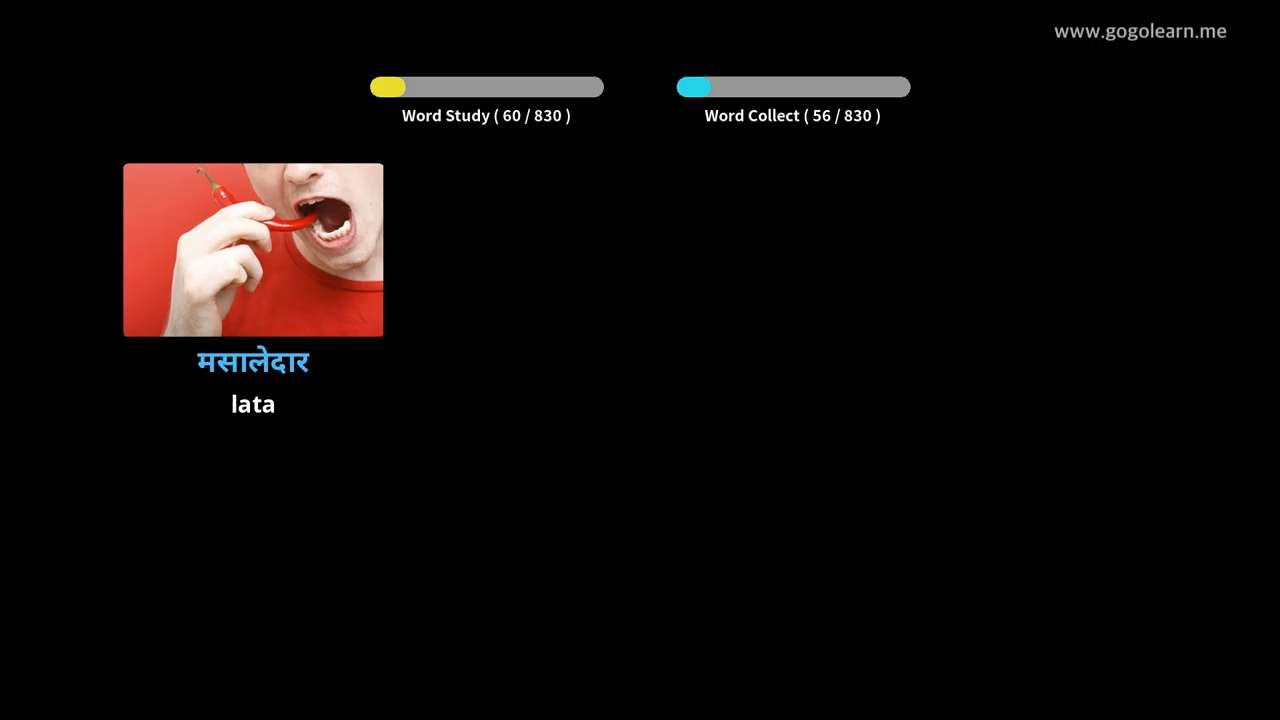 www.gogolearn.me
Word Study ( 60 / 830 )
Word Collect ( 56 / 830 )
मसालेदार
lata